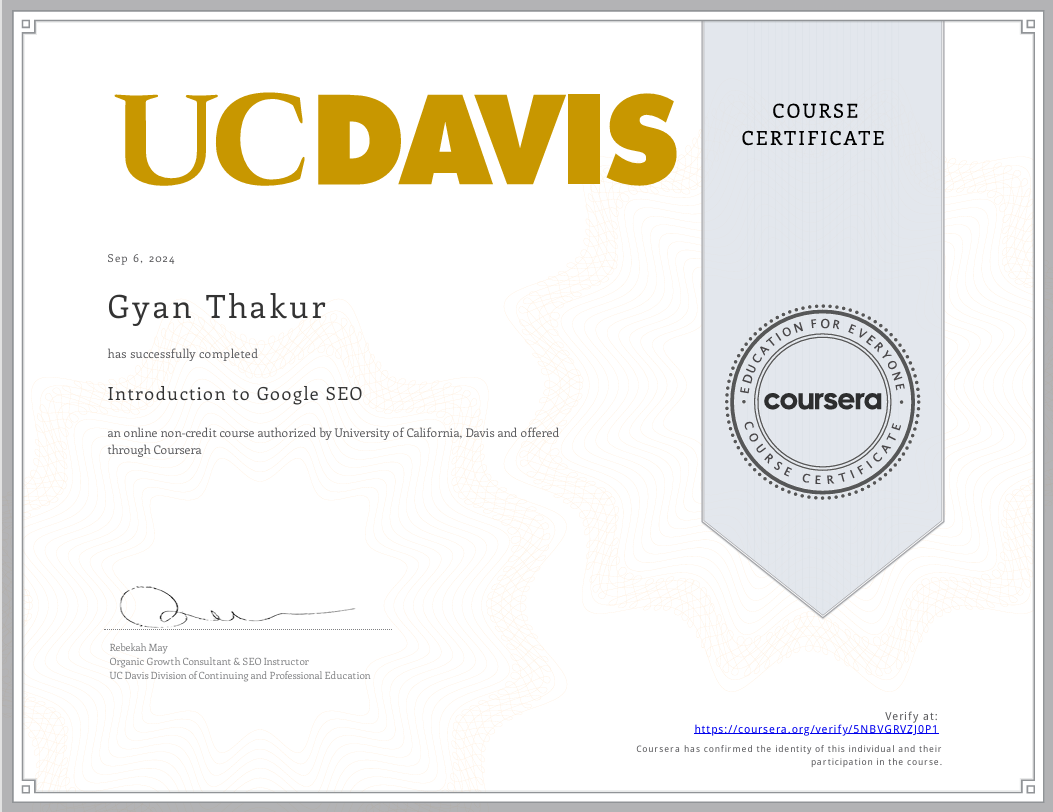 UCDAVIS
COURSE
CERTIFICATE
Sep 6, 2024
Gyan Thakur
has successfully completed
Introduction to Google SEO
an online non-credit course authorized by University of California, Davis and offered
through Coursera
EDUCATION FOR EVERYONE
coursera
COURSE CERTIFICATE
Rebekah May
Organic Growth Consultant & SEO Instructor
UC Davis Division of Continuing and Professional Education
Verify at:
https://coursera.org/verify/5NBVGRVZJ0P1
Coursera has confirmed the identity of this individual and their
participation in the course.